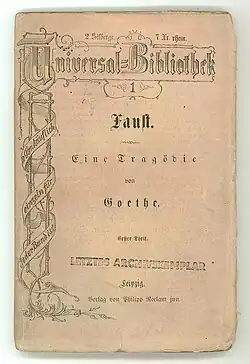 2 Silbergr. 7 Xr. rhein.
Universal-Bibliothek
1
Faust.
Eine Tragödie
von
Goethe.
Erster Theil.
LETZTES ARCHIVEXEMPLAR
Leipzig.
Verlag von Philipp Reclam jun.